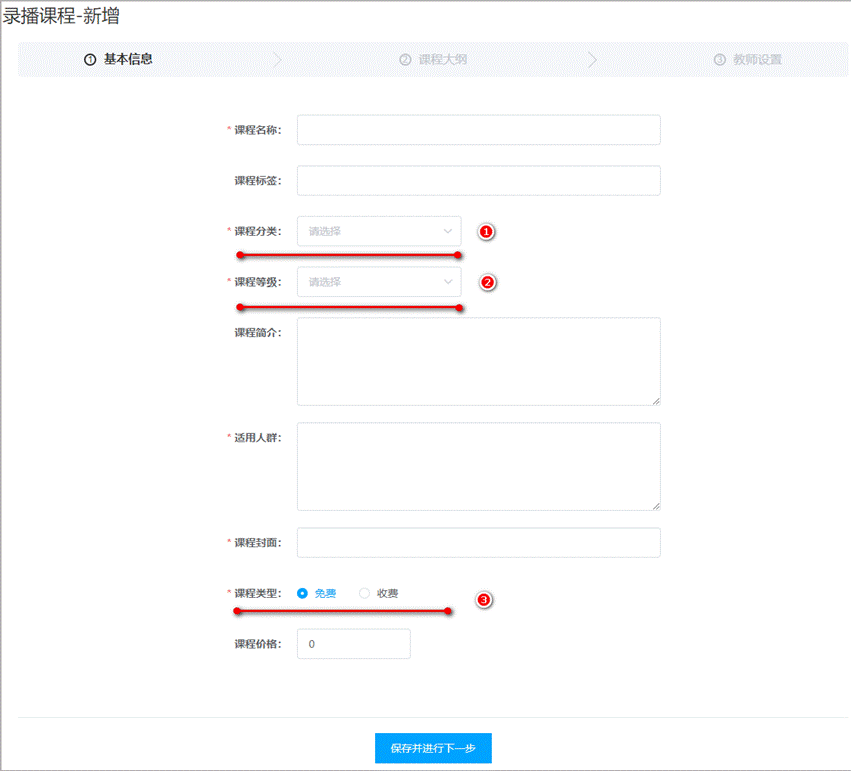 录播课程-新增
① 基本信息 ② 课程大纲 ③ 教师设置
* 课程名称:
课程标签:
* 课程分类: 请选择 1
* 课程等级: 请选择 2
课程简介:
* 适用人群:
* 课程封面:
* 课程类型: 免费 收费 3
课程价格: 0
保存并进行下一步